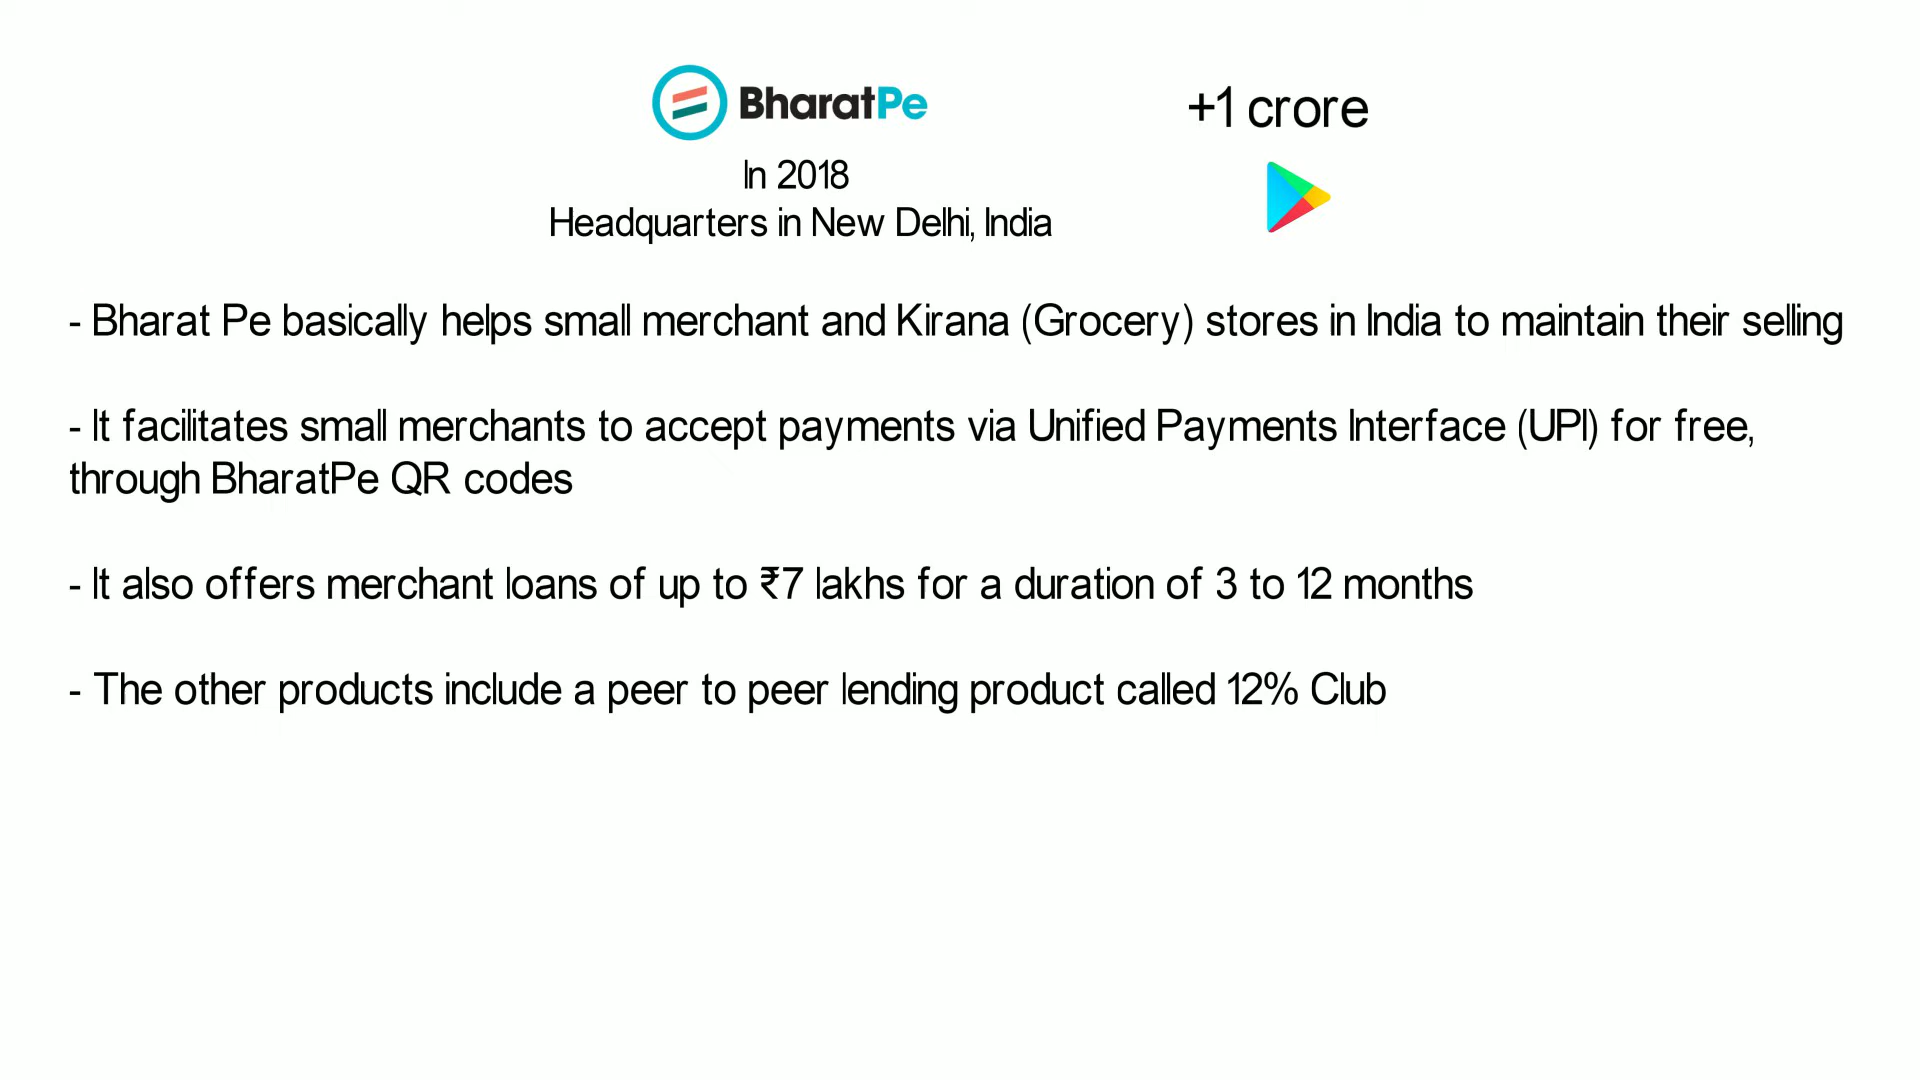 BharatPe
+1 crore
In 2018
Headquarters in New Delhi, India
- Bharat Pe basically helps small merchant and Kirana (Grocery) stores in India to maintain their selling
- It facilitates small merchants to accept payments via Unified Payments Interface (UPI) for free,
through BharatPe QR codes
- It also offers merchant loans of up to ₹7 lakhs for a duration of 3 to 12 months
- The other products include a peer to peer lending product called 12% Club